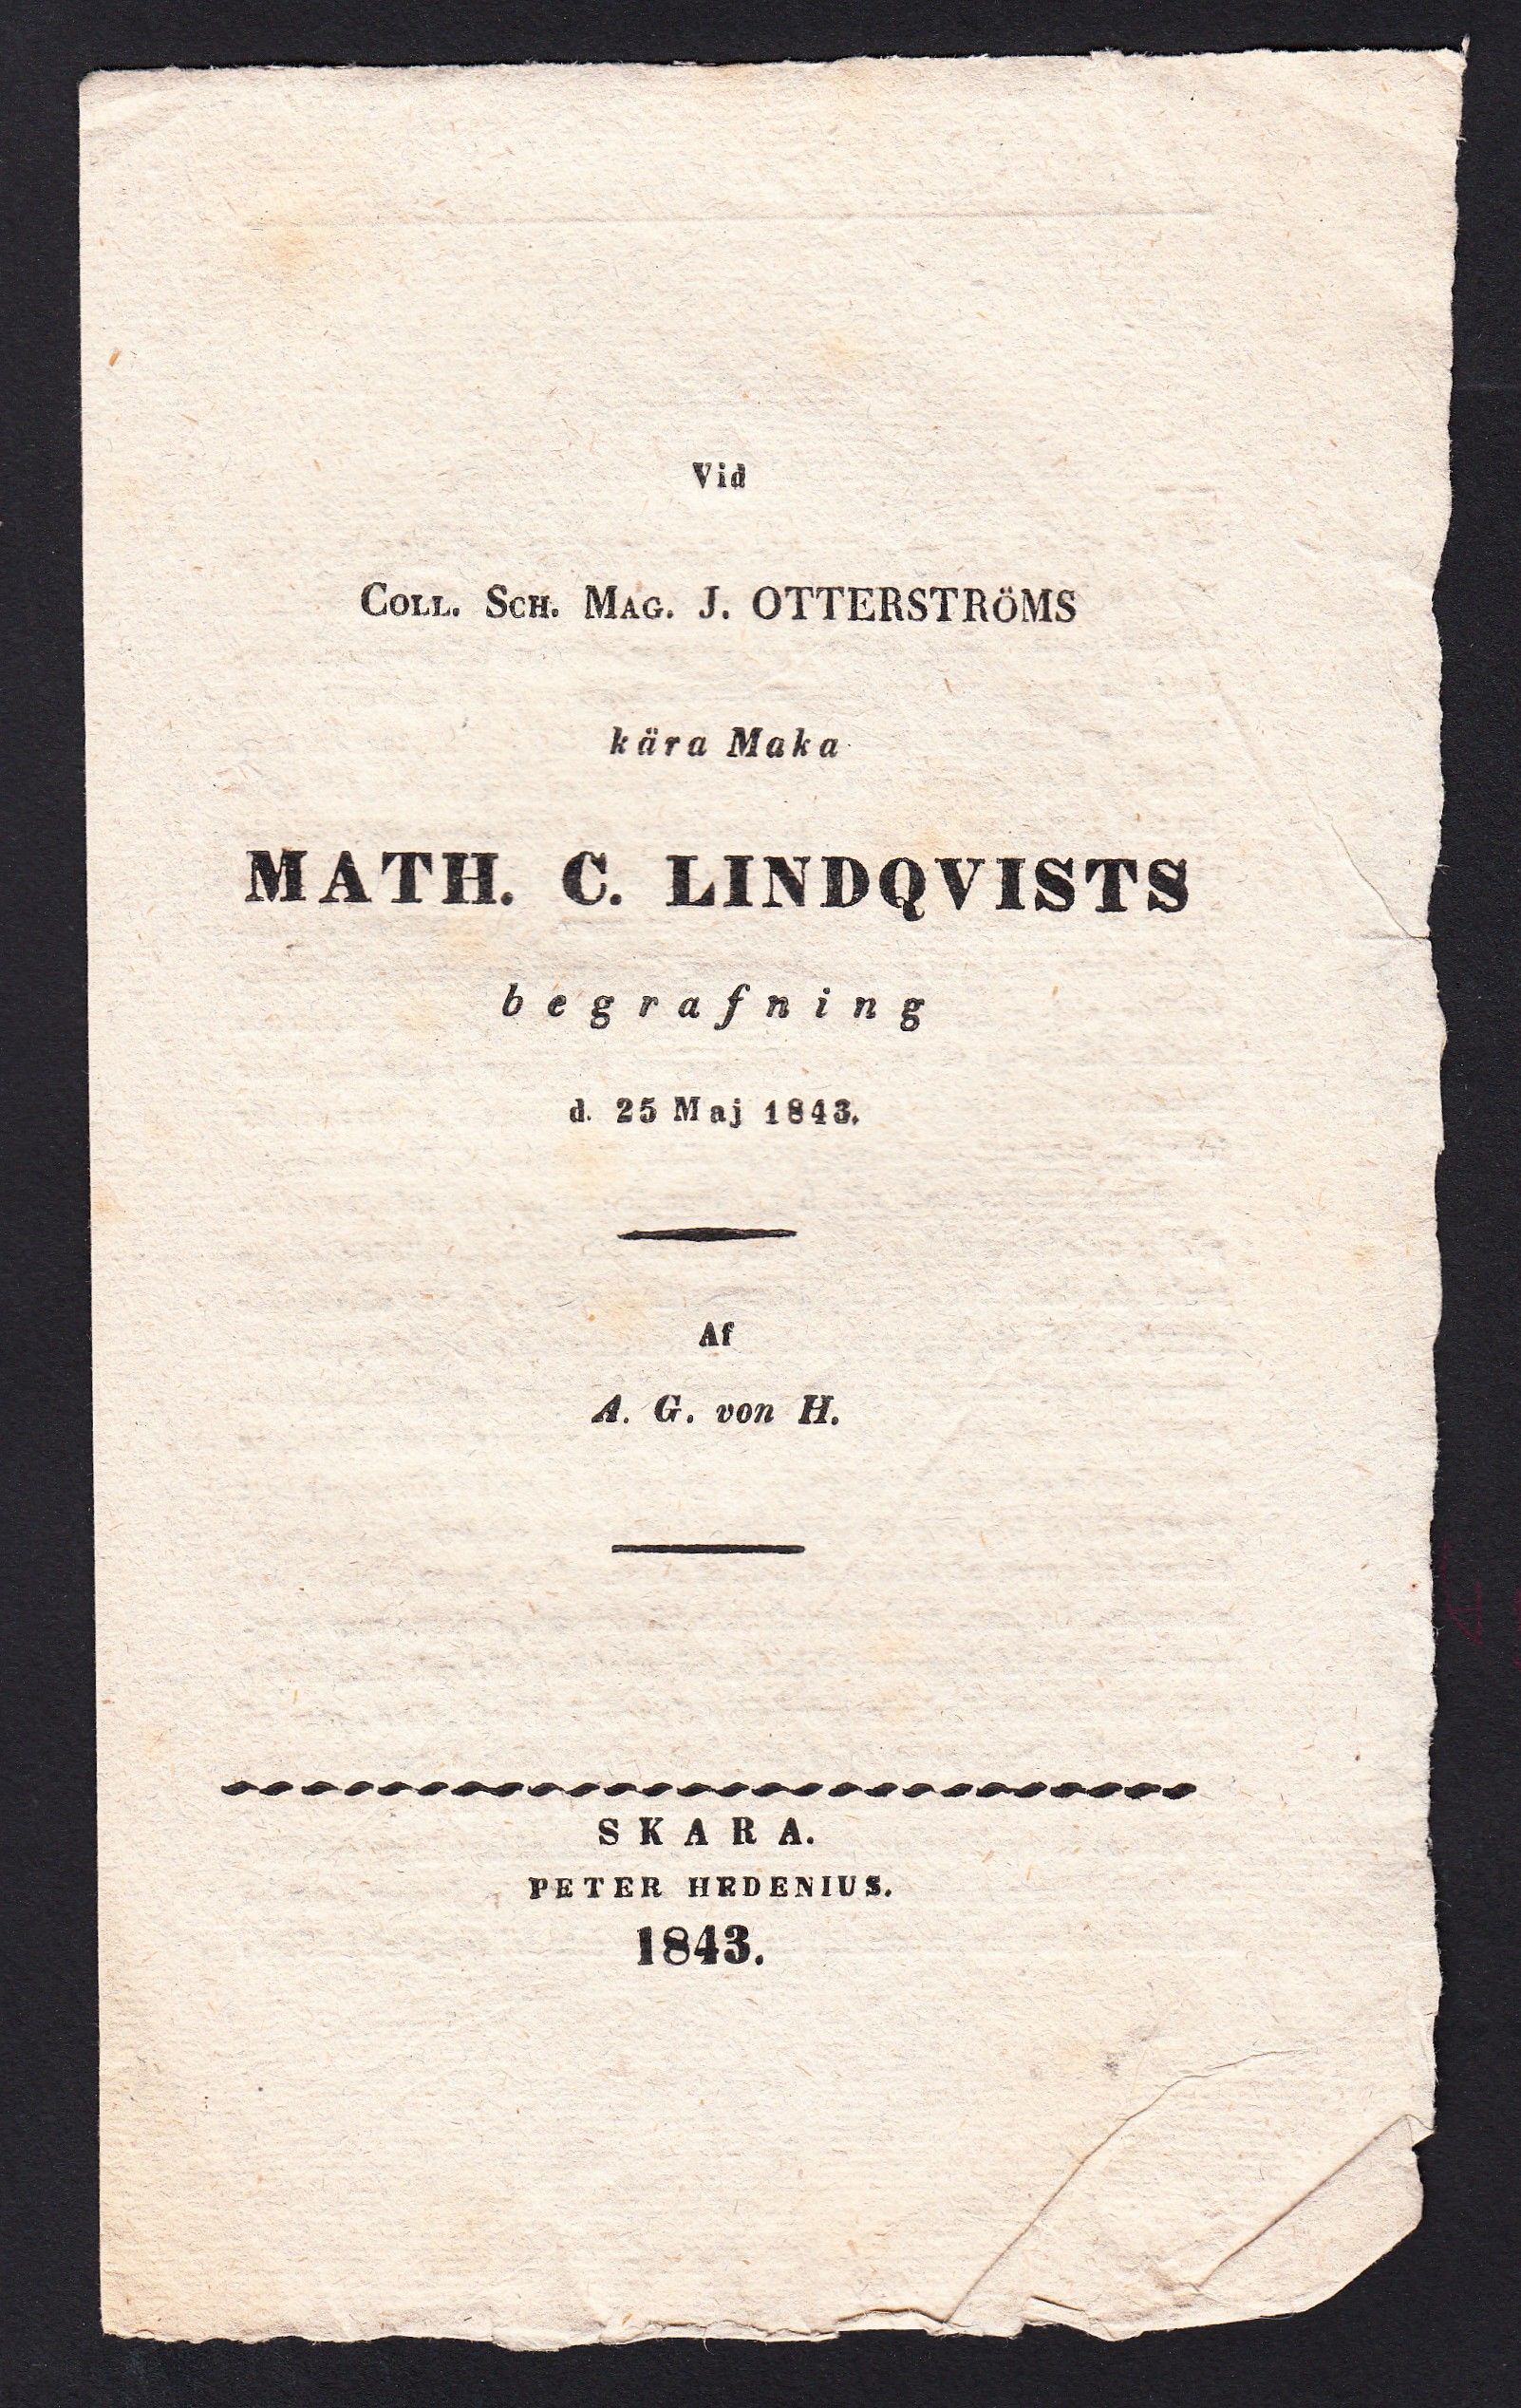 Vid
COLL. SCH. MAG. J. OTTERSTRÖMS
kära Maka
MATH. C. LINDQVISTS
begrafning
d. 25 Maj 1843.
Af
A. G. von H.
SKARA.
PETER HEDENIUS.
1843.